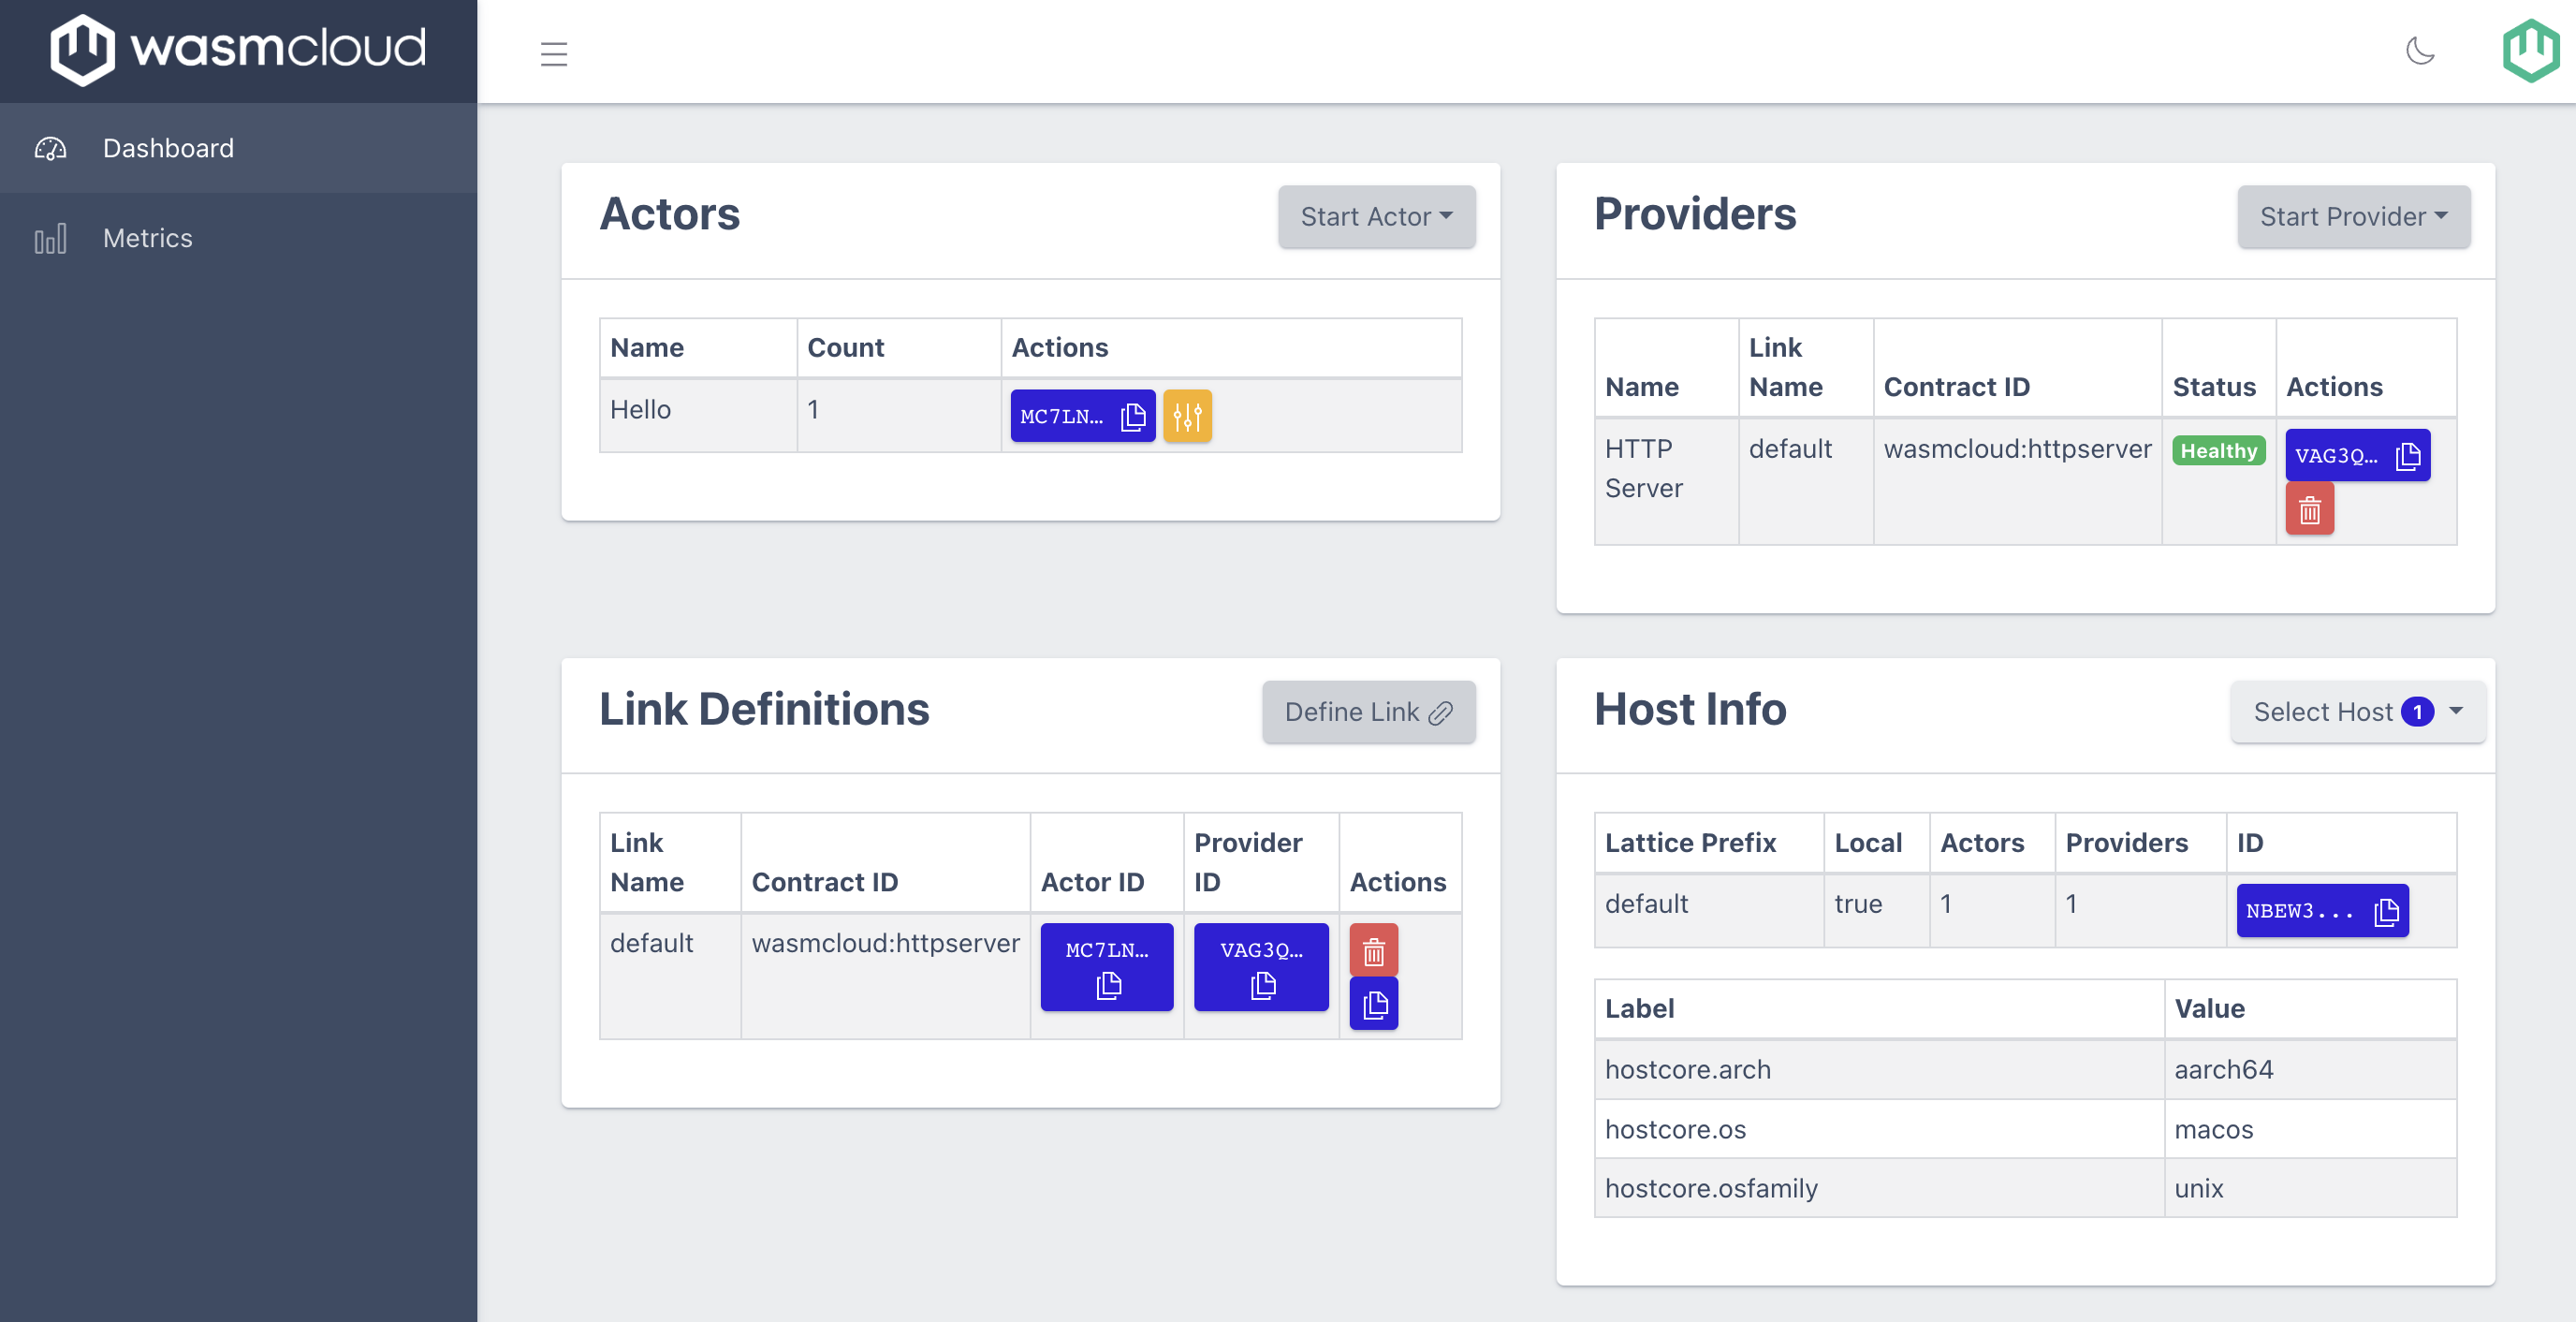 wasmcloud
Dashboard
Metrics
Actors
Start Actor
Name Count Actions
Hello 1 MC7LN…
Providers
Start Provider
Name Link Name Contract ID Status Actions
HTTP Server default wasmcloud:httpserver Healthy VAG3Q…
Link Definitions
Define Link
Link Name Contract ID Actor ID Provider ID Actions
default wasmcloud:httpserver MC7LN… VAG3Q…
Host Info
Select Host 1
Lattice Prefix Local Actors Providers ID
default true 1 1 NBEW3...
Label Value
hostcore.arch aarch64
hostcore.os macos
hostcore.osfamily unix